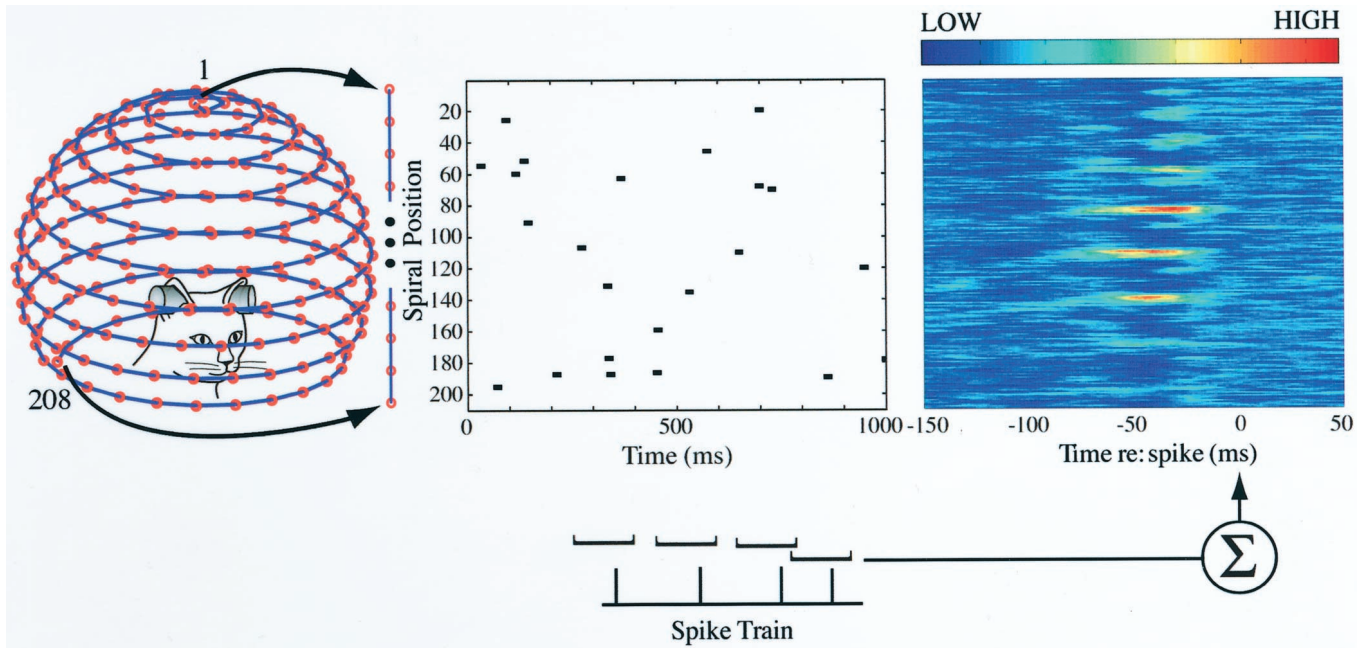 LOW HIGH
1
208
Spiral Position
20
40
60
80
100
120
140
160
180
200
0 500 1000
Time (ms)
-150 -100 -50 0 50
Time re: spike (ms)
Σ
Spike Train